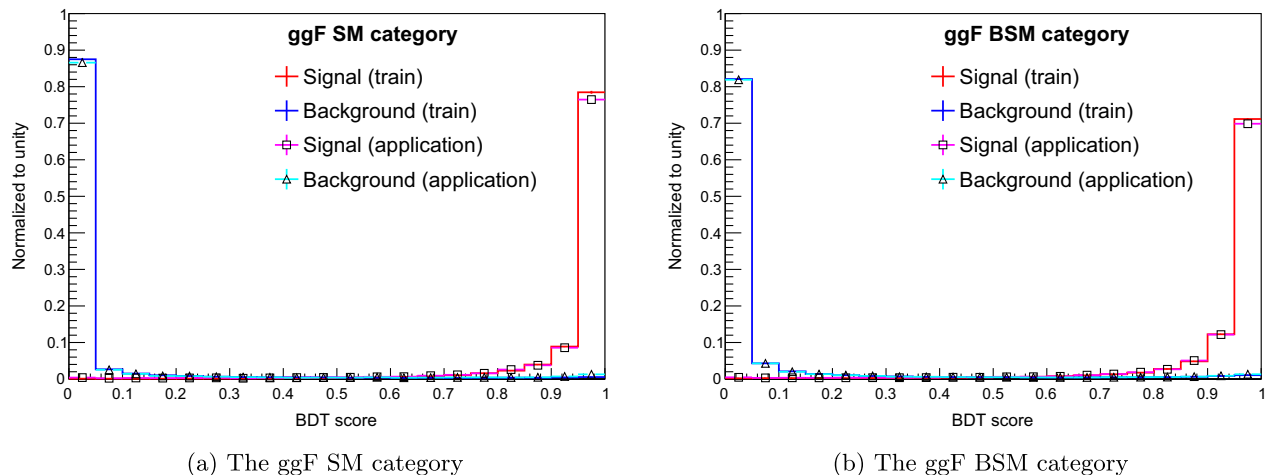 ggF SM category
Signal (train)
Background (train)
Signal (application)
Background (application)
Normalized to unity
1
0.9
0.8
0.7
0.6
0.5
0.4
0.3
0.2
0.1
0
0 0.1 0.2 0.3 0.4 0.5 0.6 0.7 0.8 0.9 1
BDT score
(a) The ggF SM category
ggF BSM category
Signal (train)
Background (train)
Signal (application)
Background (application)
Normalized to unity
1
0.9
0.8
0.7
0.6
0.5
0.4
0.3
0.2
0.1
0
0 0.1 0.2 0.3 0.4 0.5 0.6 0.7 0.8 0.9 1
BDT score
(b) The ggF BSM category